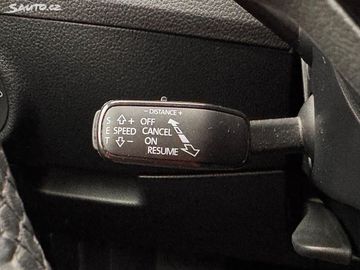 SAUTO.CZ
− DISTANCE +
S E T
+ OFF
SPEED CANCEL
− ON
RESUME